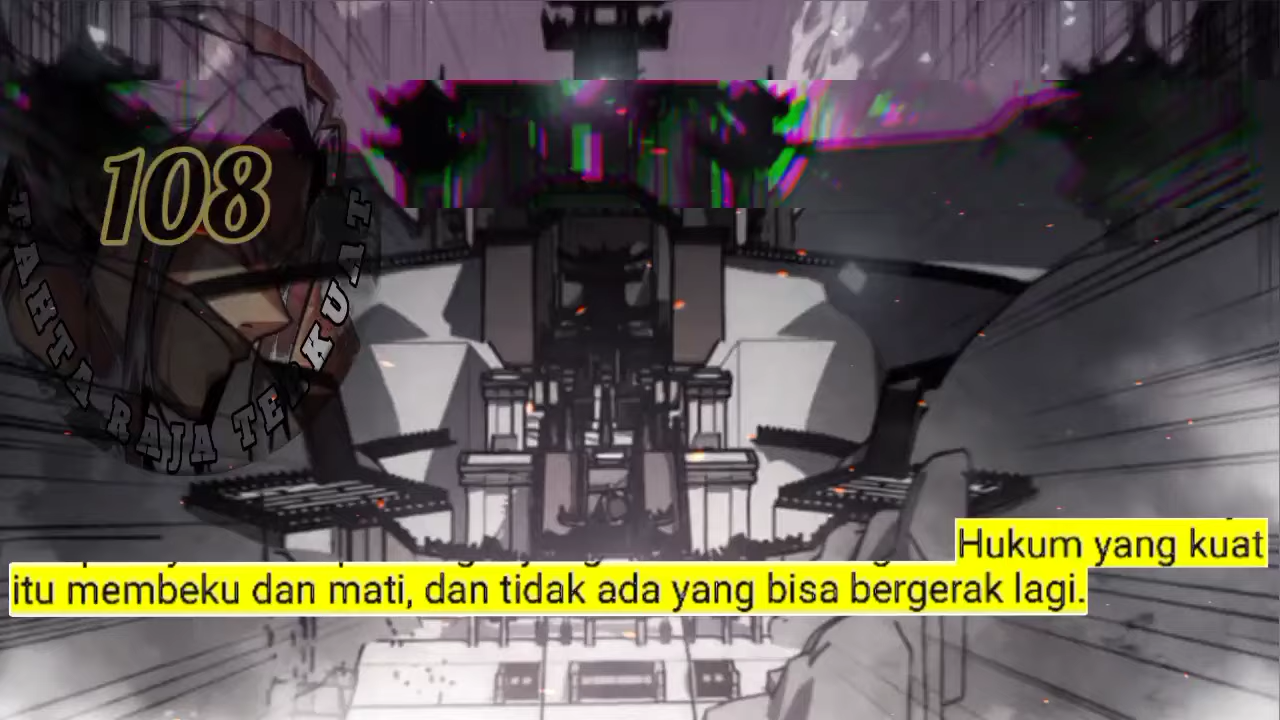 108
TAHTA RAJA TERKUAT
Hukum yang kuat
itu membeku dan mati, dan tidak ada yang bisa bergerak lagi.